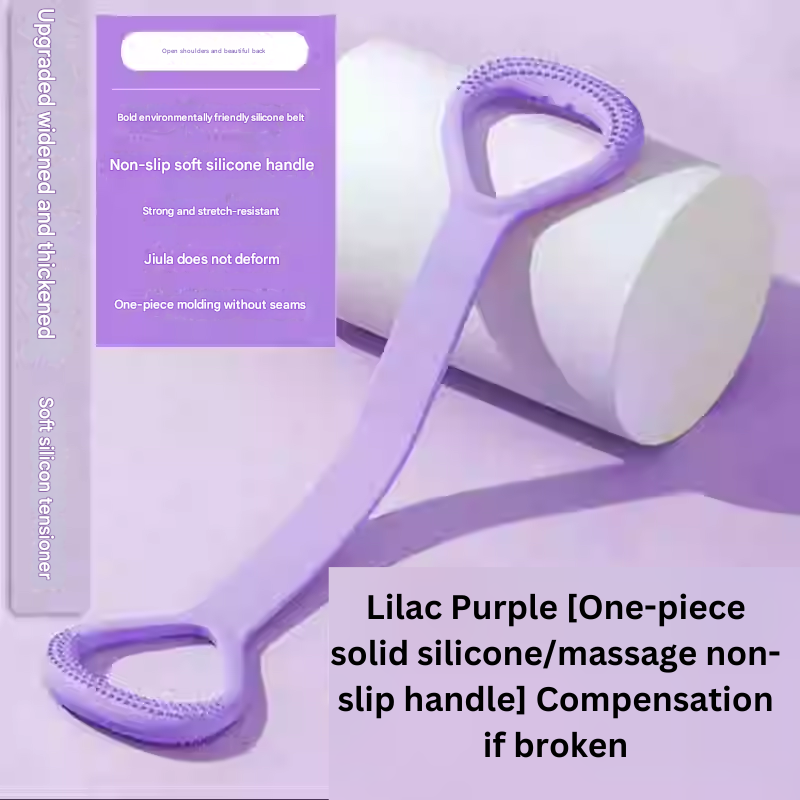 Upgraded widened and thickened
Soft silicon tensioner
Open shoulders and beautiful back
Bold environmentally friendly silicone belt
Non-slip soft silicone handle
Strong and stretch-resistant
Jiula does not deform
One-piece molding without seams
Lilac Purple [One-piece
solid silicone/massage non-
slip handle] Compensation
if broken